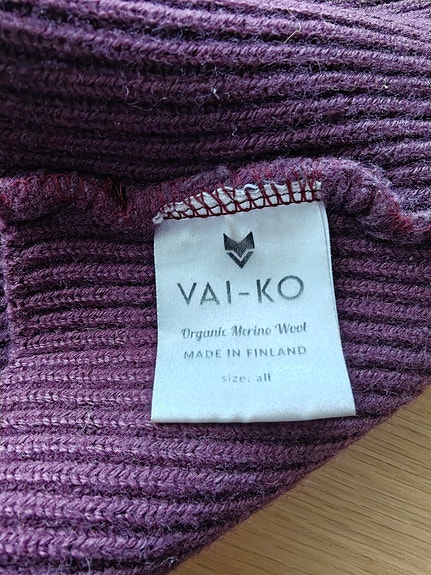 VAI-KO
Organic Merino Wool
MADE IN FINLAND
size: all